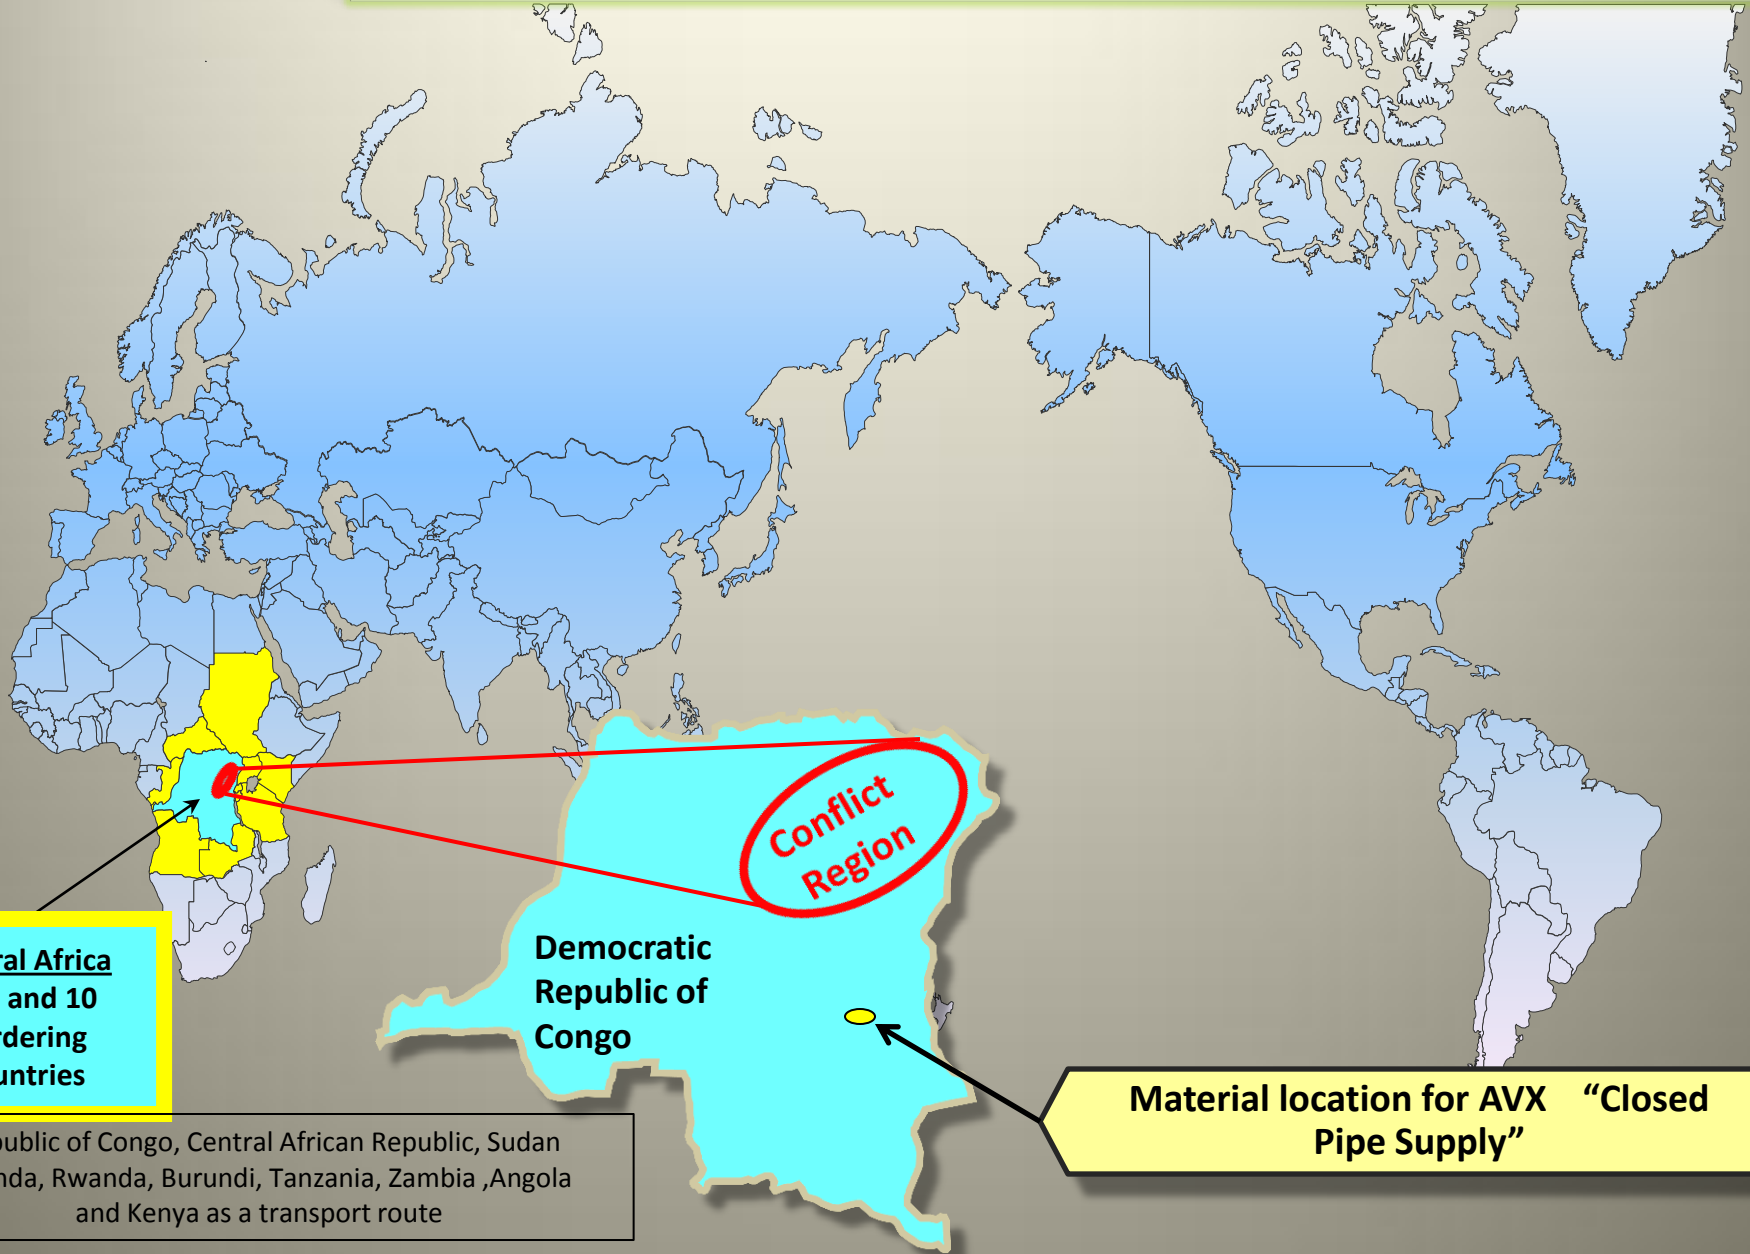 Conflict
Region
Democratic
Republic of
Congo
ral Africa
and 10
dering
untries
Material location for AVX “Closed
Pipe Supply”
ublic of Congo, Central African Republic, Sudan
nda, Rwanda, Burundi, Tanzania, Zambia ,Angola
and Kenya as a transport route